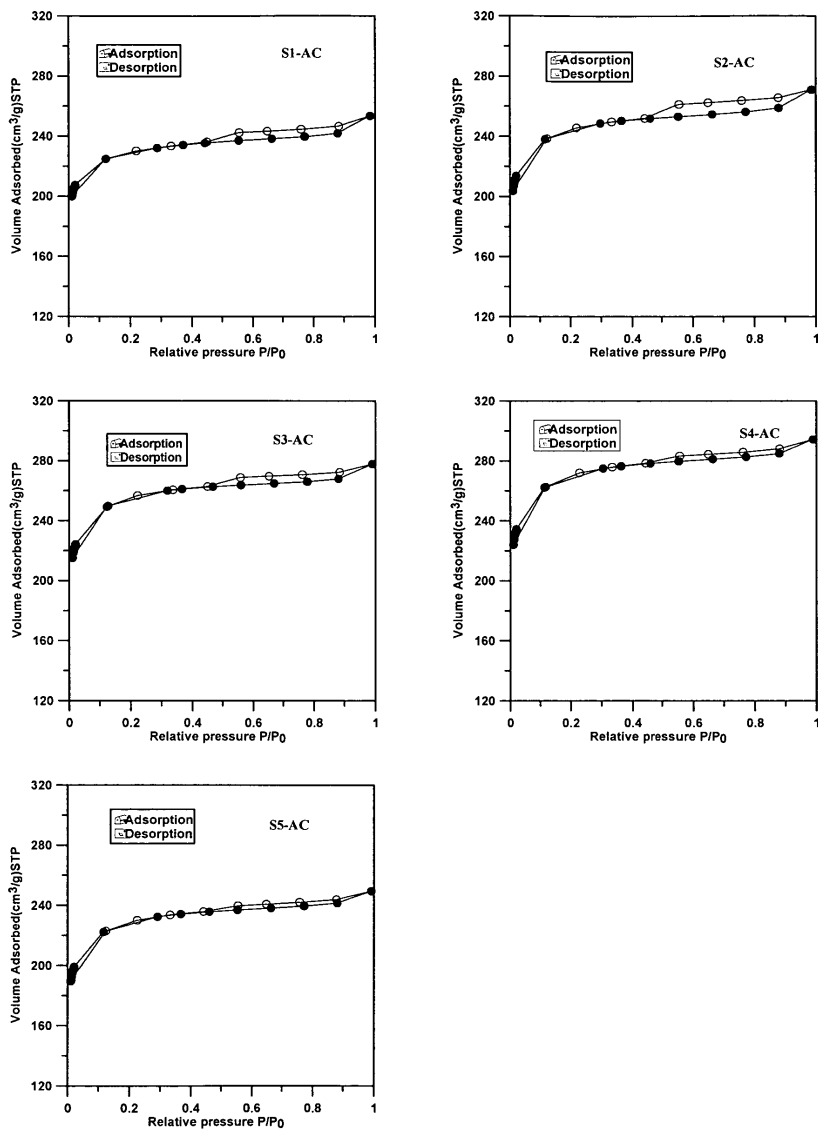 320
280
240
200
160
120
Volume Adsorbed(cm3/g)STP
Adsorption
Desorption
S1-AC
0 0.2 0.4 0.6 0.8 1
Relative pressure P/P0
320
280
240
200
160
120
Volume Adsorbed(cm3/g)STP
Adsorption
Desorption
S2-AC
0 0.2 0.4 0.6 0.8 1
Relative pressure P/P0
320
280
240
200
160
120
Volume Adsorbed(cm3/g)STP
Adsorption
Desorption
S3-AC
0 0.2 0.4 0.6 0.8 1
Relative pressure P/P0
320
280
240
200
160
120
Volume Adsorbed(cm3/g)STP
Adsorption
Desorption
S4-AC
0 0.2 0.4 0.6 0.8 1
Relative pressure P/P0
320
280
240
200
160
120
Volume Adsorbed(cm3/g)STP
Adsorption
Desorption
S5-AC
0 0.2 0.4 0.6 0.8 1
Relative pressure P/P0